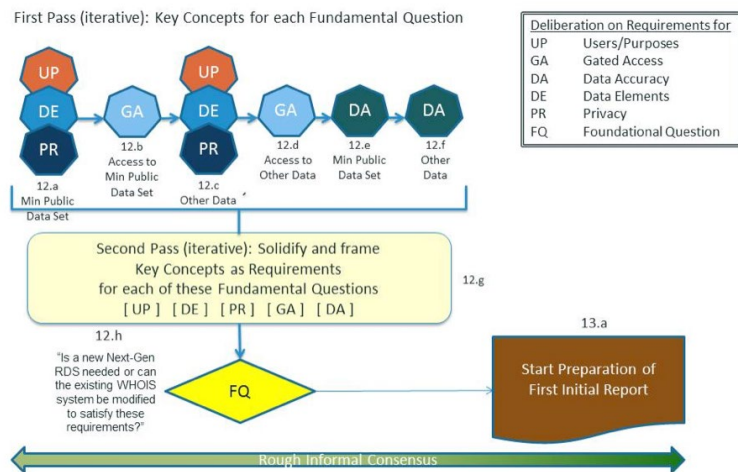 First Pass (iterative): Key Concepts for each Fundamental Question
Deliberation on Requirements for
UP Users/Purposes
GA Gated Access
DA Data Accuracy
DE Data Elements
PR Privacy
FQ Foundational Question
UP
DE
PR
GA
UP
DE
PR
GA
DA
DA
12.a
Min Public
Data Set
12.b
Access to
Min Public
Data Set
12.c
Other Data
12.d
Access to
Other Data
12.e
Min Public
Data Set
12.f
Other
Data
Second Pass (iterative): Solidify and frame
Key Concepts as Requirements
for each of these Fundamental Questions
[ UP ] [ DE ] [ PR ] [ GA ] [ DA ]
12.g
12.h
"Is a new Next-Gen
RDS needed or can
the existing WHOIS
system be modified
to satisfy these
requirements?"
FQ
13.a
Start Preparation of
First Initial Report
Rough Informal Consensus